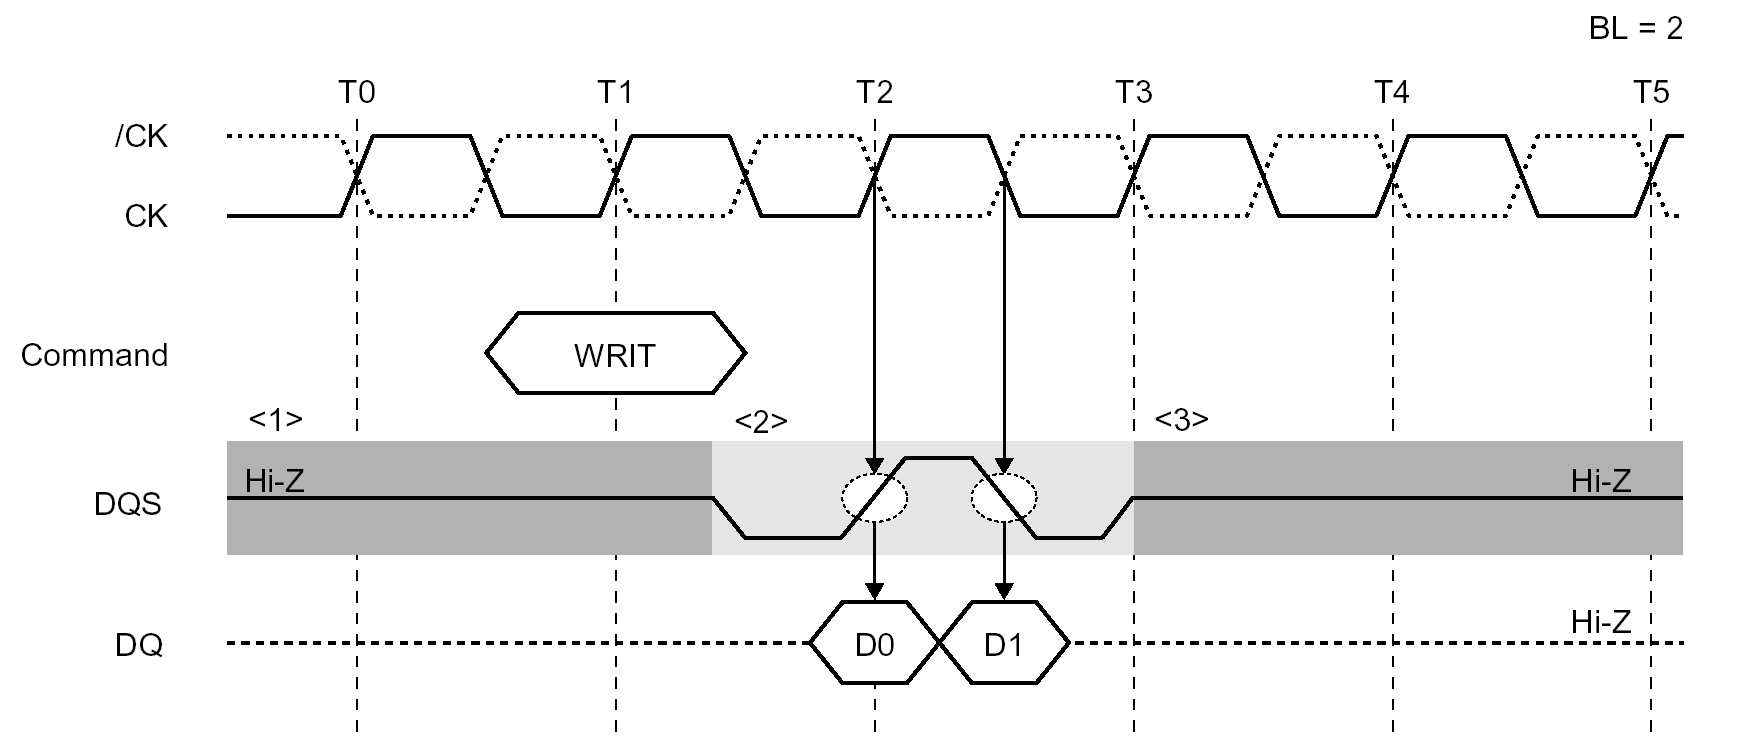 BL = 2
T0 T1 T2 T3 T4 T5
/CK
CK
Command WRIT
<1> <2> <3>
Hi-Z Hi-Z
DQS
Hi-Z
DQ D0 D1